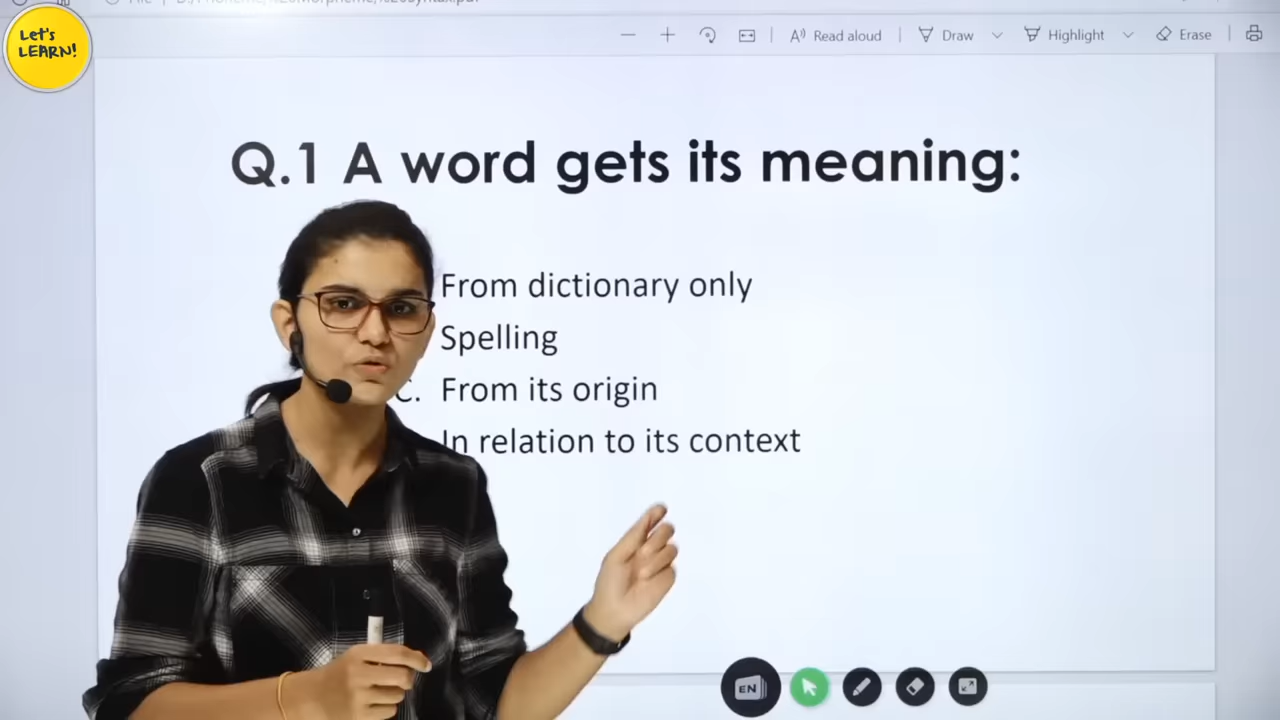 Let's
LEARN!
Read aloud
Draw
Highlight
Erase
Q.1 A word gets its meaning:
From dictionary only
Spelling
C. From its origin
In relation to its context
EN